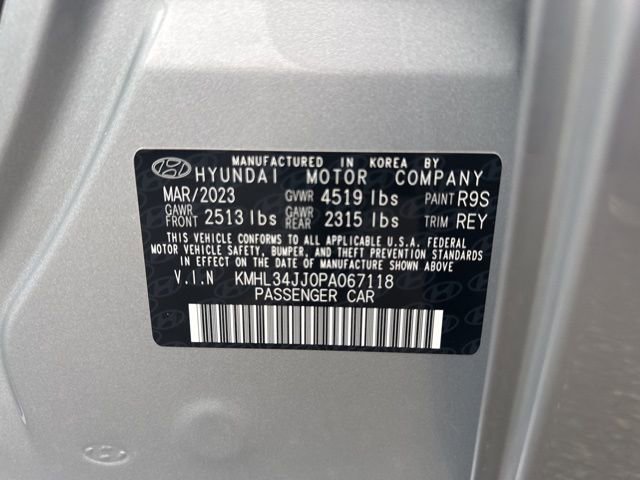 MANUFACTURED IN KOREA BY
HYUNDAI MOTOR COMPANY
MAR/2023 GVWR 4519 lbs PAINT R9S
GAWR FRONT 2513 lbs GAWR REAR 2315 lbs TRIM REY
THIS VEHICLE CONFORMS TO ALL APPLICABLE U.S.A. FEDERAL
MOTOR VEHICLE SAFETY, BUMPER, AND THEFT PREVENTION STANDARDS
IN EFFECT ON THE DATE OF MANUFACTURE SHOWN ABOVE.
V.I.N KMHL34JJ0PA067118
PASSENGER CAR